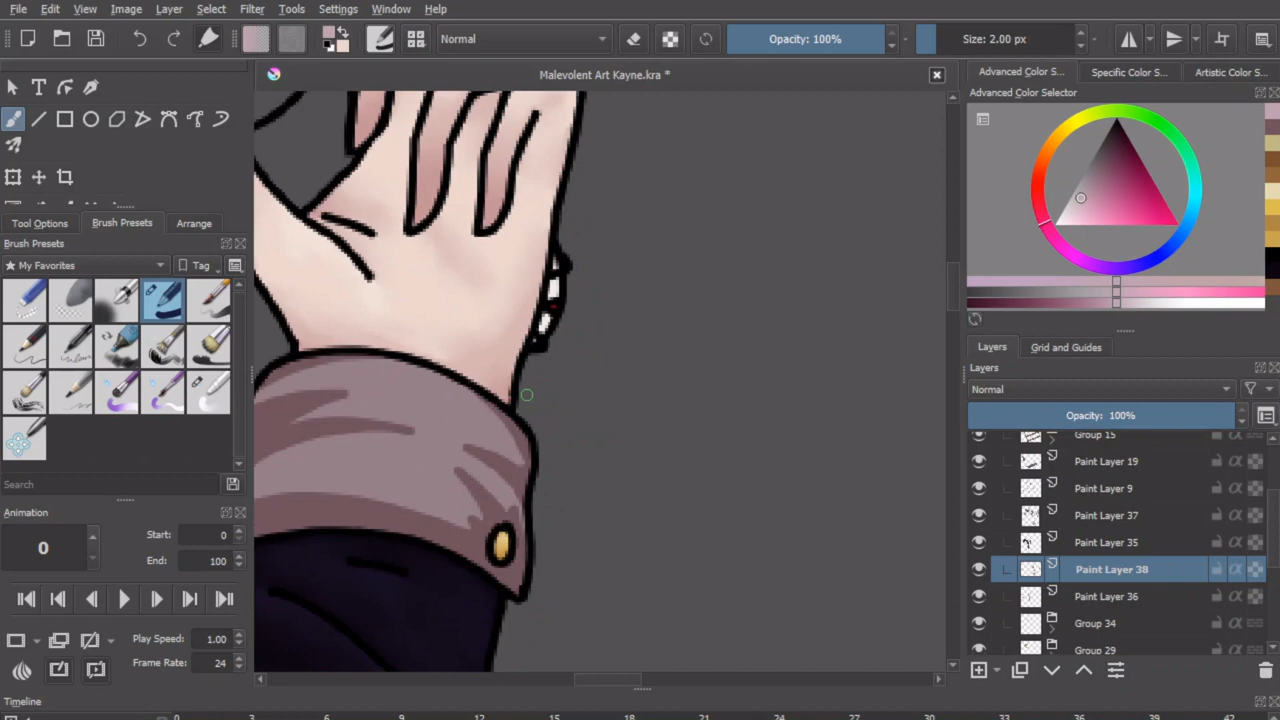 File Edit View Image Layer Select Filter Tools Settings Window Help
Normal
Opacity: 100%
Size: 2.00 px
Malevolent Art Kayne.kra *
Advanced Color S...
Specific Color S...
Artistic Color S...
Advanced Color Selector
Tool Options
Brush Presets
Arrange
Brush Presets
★ My Favorites
Tag
Search
Animation
0
Start: 0
End: 100
Play Speed: 1.00
Frame Rate: 24
Timeline
0 3 6 9 12 15 18 21 24 27 30 33 36 39 42
Layers
Grid and Guides
Layers
Normal
Opacity: 100%
Group 15
Paint Layer 19
Paint Layer 9
Paint Layer 37
Paint Layer 35
Paint Layer 38
Paint Layer 36
Group 34
Group 29